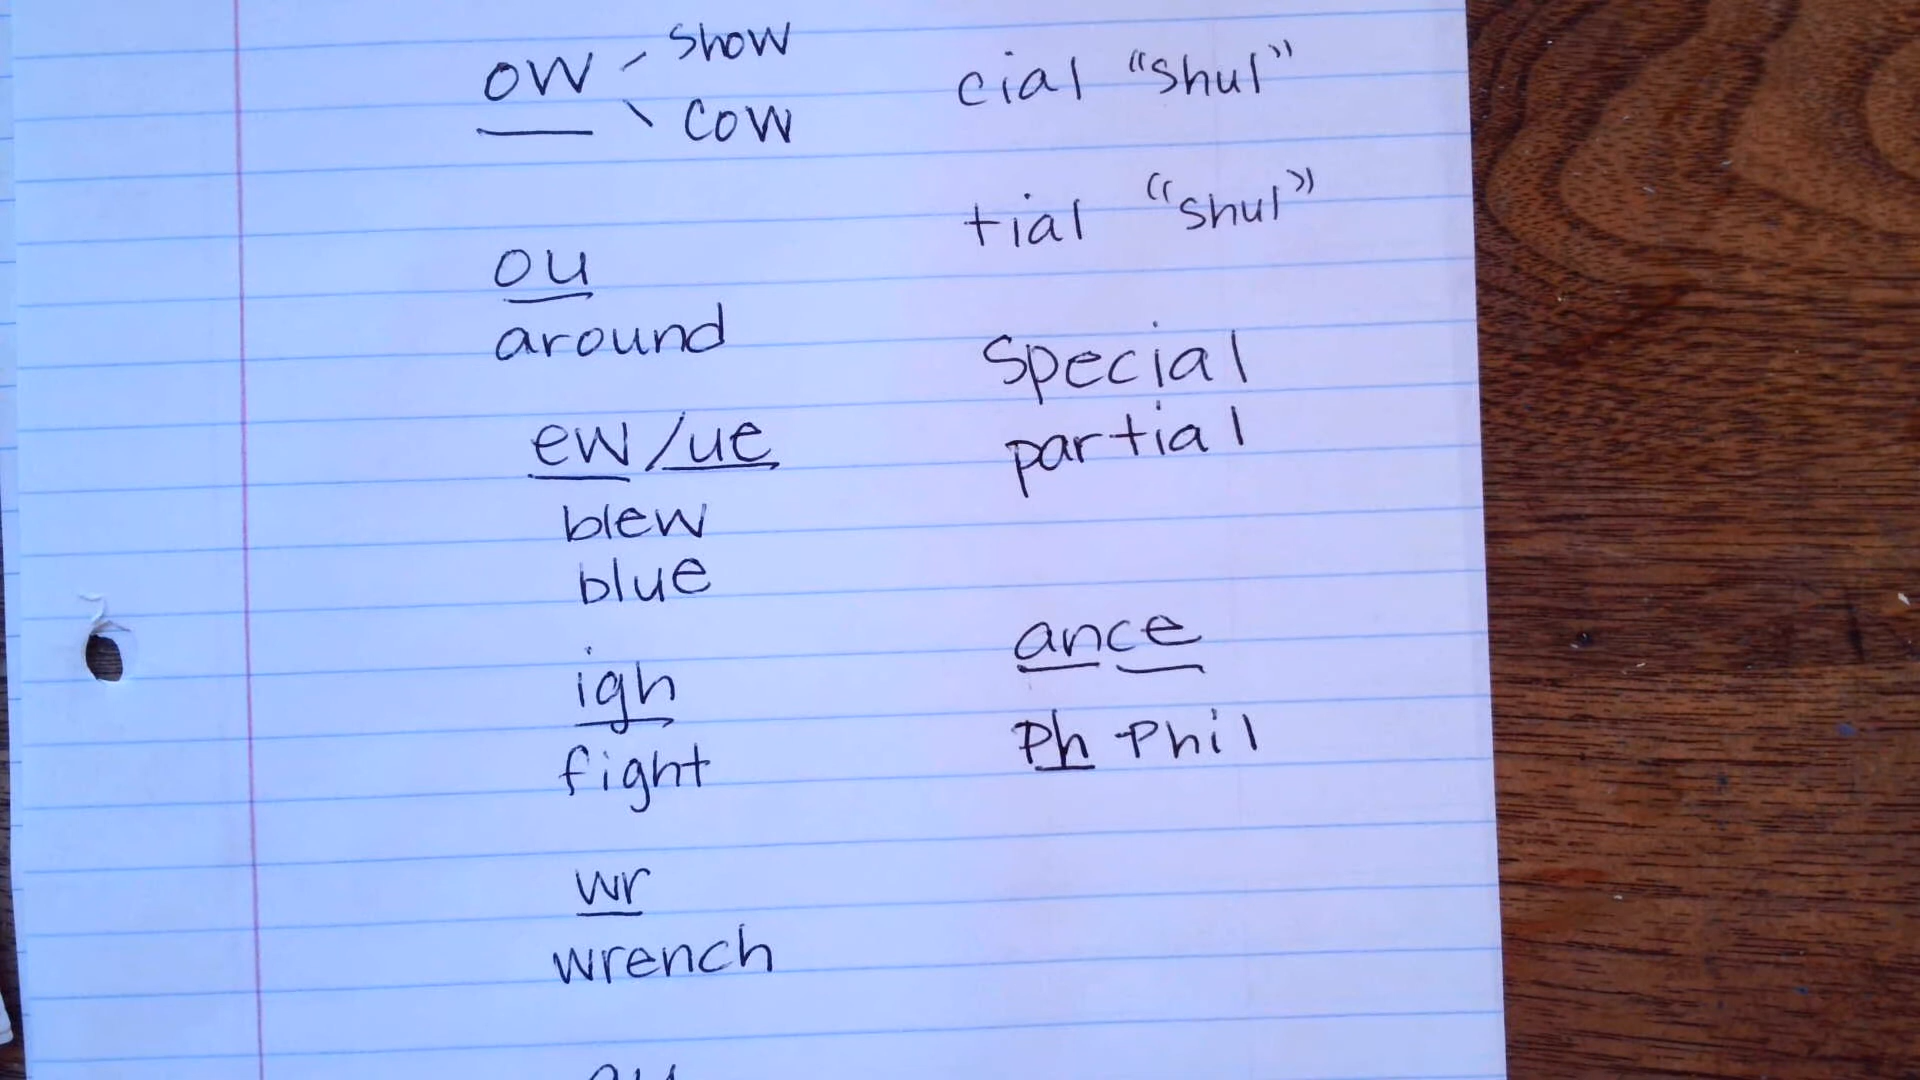 ow
show
cow
ou
around
ew/ue
blew
blue
igh
fight
wr
wrench
cial "shul"
tial "shul"
special
partial
ance
Ph Phil